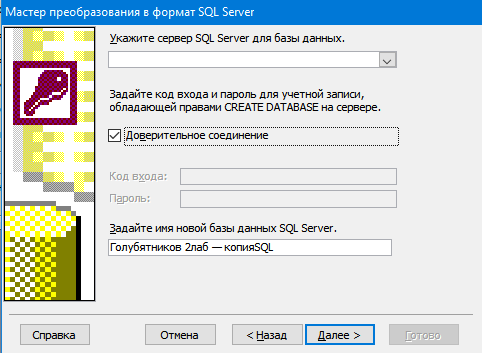 Мастер преобразования в формат SQL Server
Укажите сервер SQL Server для базы данных.
Задайте код входа и пароль для учетной записи,
обладающей правами CREATE DATABASE на сервере.
Доверительное соединение
Код входа:
Пароль:
Задайте имя новой базы данных SQL Server.
Голубятников 2лаб — копияSQL
Справка Отмена < Назад Далее > Готово